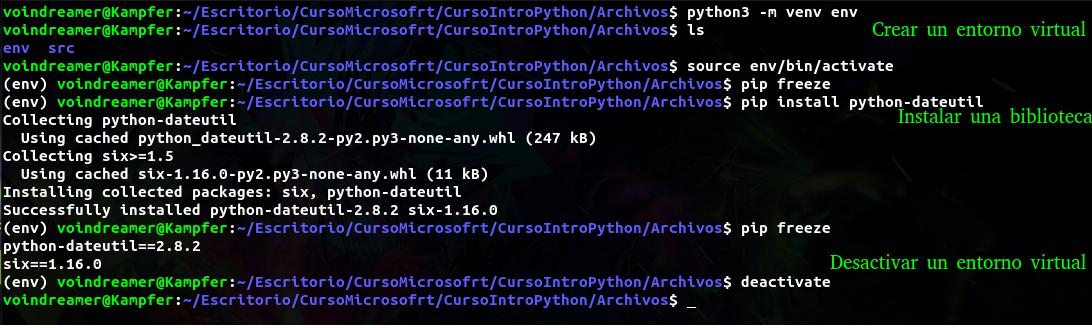 voindreamer@Kampfer:~/Escritorio/CursoMicrosofrt/CursoIntroPython/Archivos$ python3 -m venv env
voindreamer@Kampfer:~/Escritorio/CursoMicrosofrt/CursoIntroPython/Archivos$ ls
Crear un entorno virtual
env  src
voindreamer@Kampfer:~/Escritorio/CursoMicrosofrt/CursoIntroPython/Archivos$ source env/bin/activate
(env) voindreamer@Kampfer:~/Escritorio/CursoMicrosofrt/CursoIntroPython/Archivos$ pip freeze
(env) voindreamer@Kampfer:~/Escritorio/CursoMicrosofrt/CursoIntroPython/Archivos$ pip install python-dateutil
Instalar una biblioteca
Collecting python-dateutil
  Using cached python_dateutil-2.8.2-py2.py3-none-any.whl (247 kB)
Collecting six>=1.5
  Using cached six-1.16.0-py2.py3-none-any.whl (11 kB)
Installing collected packages: six, python-dateutil
Successfully installed python-dateutil-2.8.2 six-1.16.0
(env) voindreamer@Kampfer:~/Escritorio/CursoMicrosofrt/CursoIntroPython/Archivos$ pip freeze
python-dateutil==2.8.2
six==1.16.0
Desactivar un entorno virtual
(env) voindreamer@Kampfer:~/Escritorio/CursoMicrosofrt/CursoIntroPython/Archivos$ deactivate
voindreamer@Kampfer:~/Escritorio/CursoMicrosofrt/CursoIntroPython/Archivos$ _